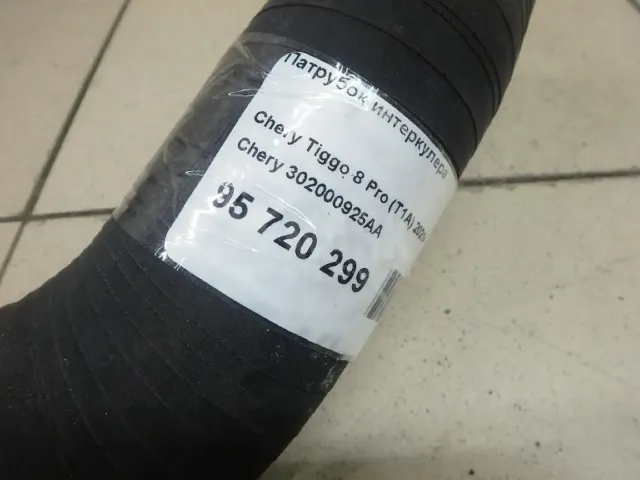 Патрубок интеркулера
Chery Tiggo 8 Pro (T1A)
Chery 302000925AA
95 720 299